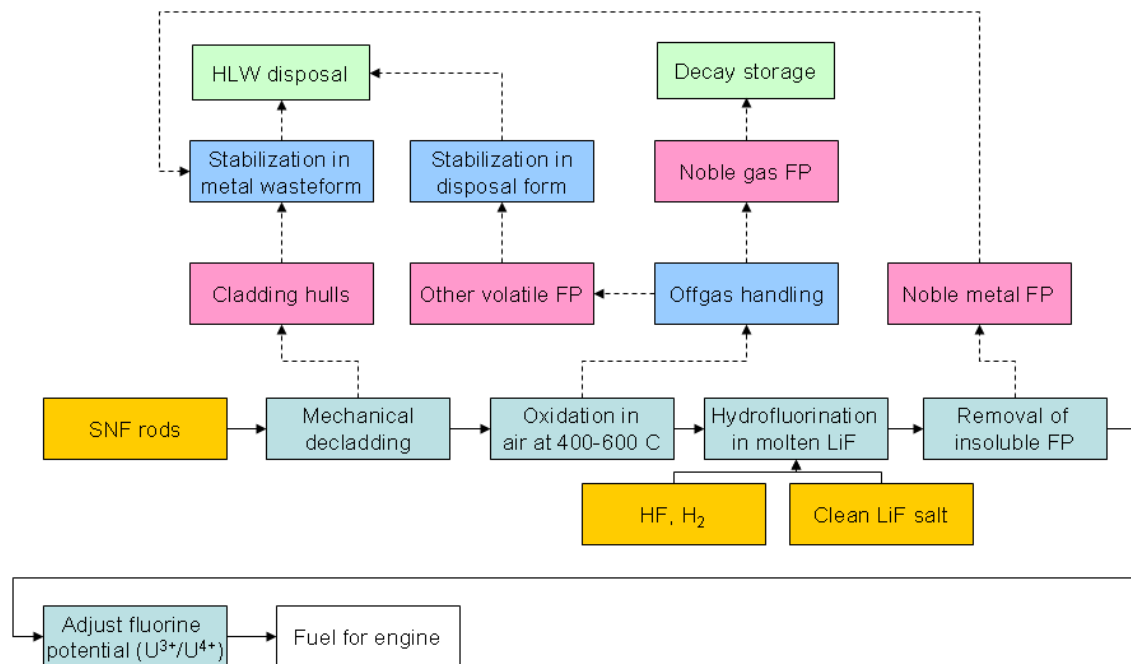 HLW disposal
Decay storage
Stabilization in
metal wasteform
Stabilization in
disposal form
Noble gas FP
Cladding hulls
Other volatile FP
Offgas handling
Noble metal FP
SNF rods
Mechanical
decladding
Oxidation in
air at 400-600 C
Hydrofluorination
in molten LiF
Removal of
insoluble FP
HF, H₂
Clean LiF salt
Adjust fluorine
potential (U³⁺/U⁴⁺)
Fuel for engine